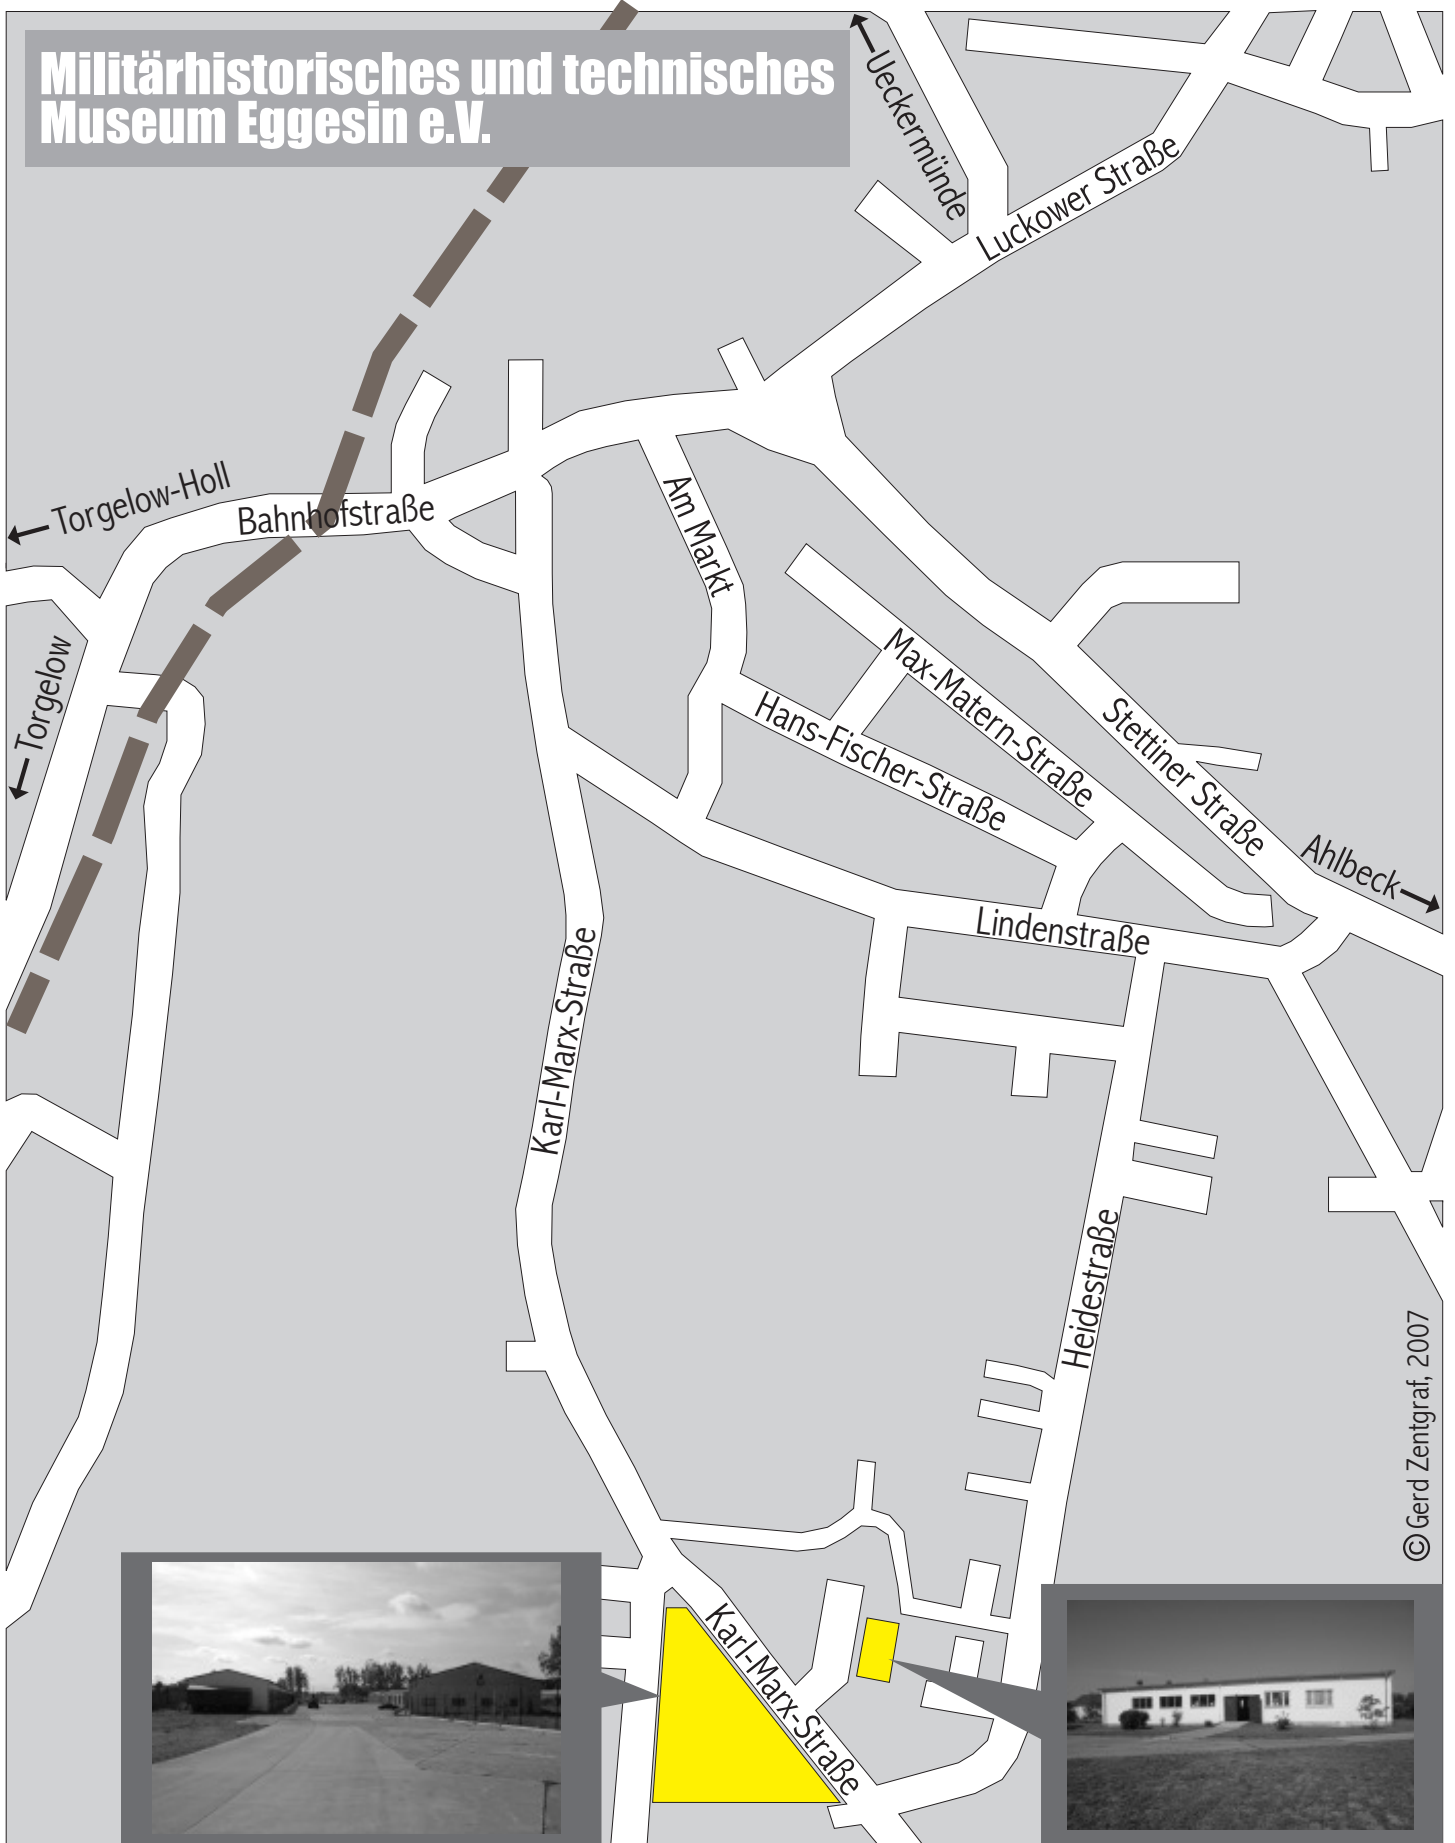 Militärhistorisches und technisches
Museum Eggesin e.V.
Ueckermünde
Luckower Straße
Torgelow-Holl
Bahnhofstraße
Am Markt
Torgelow
Max-Matern-Straße
Hans-Fischer-Straße
Stettiner Straße
Ahlbeck
Lindenstraße
Karl-Marx-Straße
Heidestraße
© Gerd Zentgraf, 2007
Karl-Marx-Straße